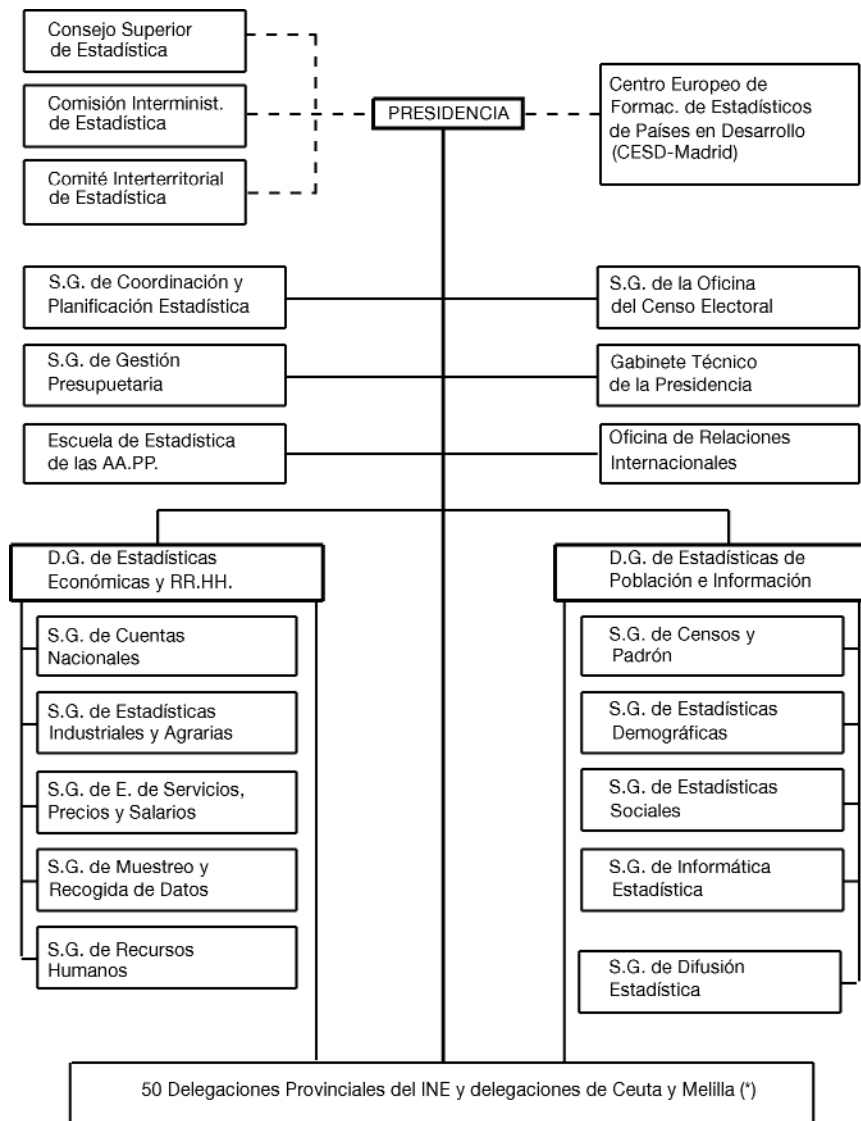 Consejo Superior
de Estadística
Comisión Interminist.
de Estadística
Comité Interterritorial
de Estadística
PRESIDENCIA
Centro Europeo de
Formac. de Estadísticos
de Países en Desarrollo
(CESD-Madrid)
S.G. de Coordinación y
Planificación Estadística
S.G. de la Oficina
del Censo Electoral
S.G. de Gestión
Presupuetaria
Gabinete Técnico
de la Presidencia
Escuela de Estadística
de las AA.PP.
Oficina de Relaciones
Internacionales
D.G. de Estadísticas
Económicas y RR.HH.
S.G. de Cuentas
Nacionales
S.G. de Estadísticas
Industriales y Agrarias
S.G. de E. de Servicios,
Precios y Salarios
S.G. de Muestreo y
Recogida de Datos
S.G. de Recursos
Humanos
D.G. de Estadísticas de
Población e Información
S.G. de Censos y
Padrón
S.G. de Estadísticas
Demográficas
S.G. de Estadísticas
Sociales
S.G. de Informática
Estadística
S.G. de Difusión
Estadística
50 Delegaciones Provinciales del INE y delegaciones de Ceuta y Melilla (*)